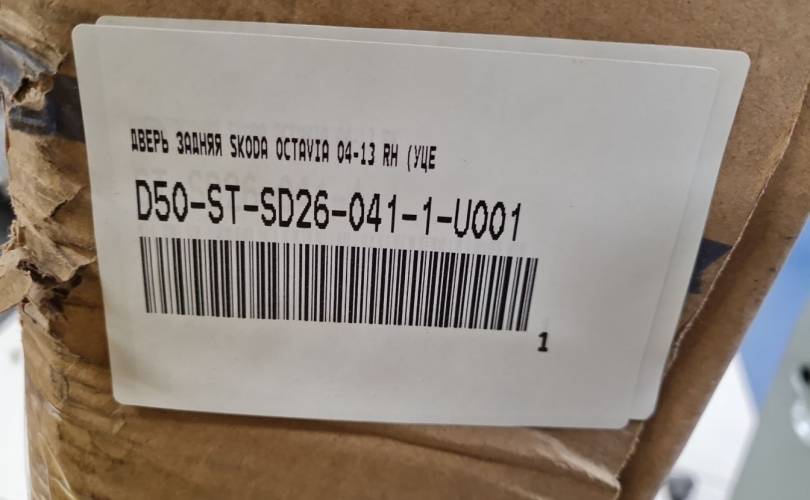 ДВЕРЬ ЗАДНЯЯ SKODA OCTAVIA 04-13 RH (УЦЕ
D50-ST-SD26-041-1-U001
1